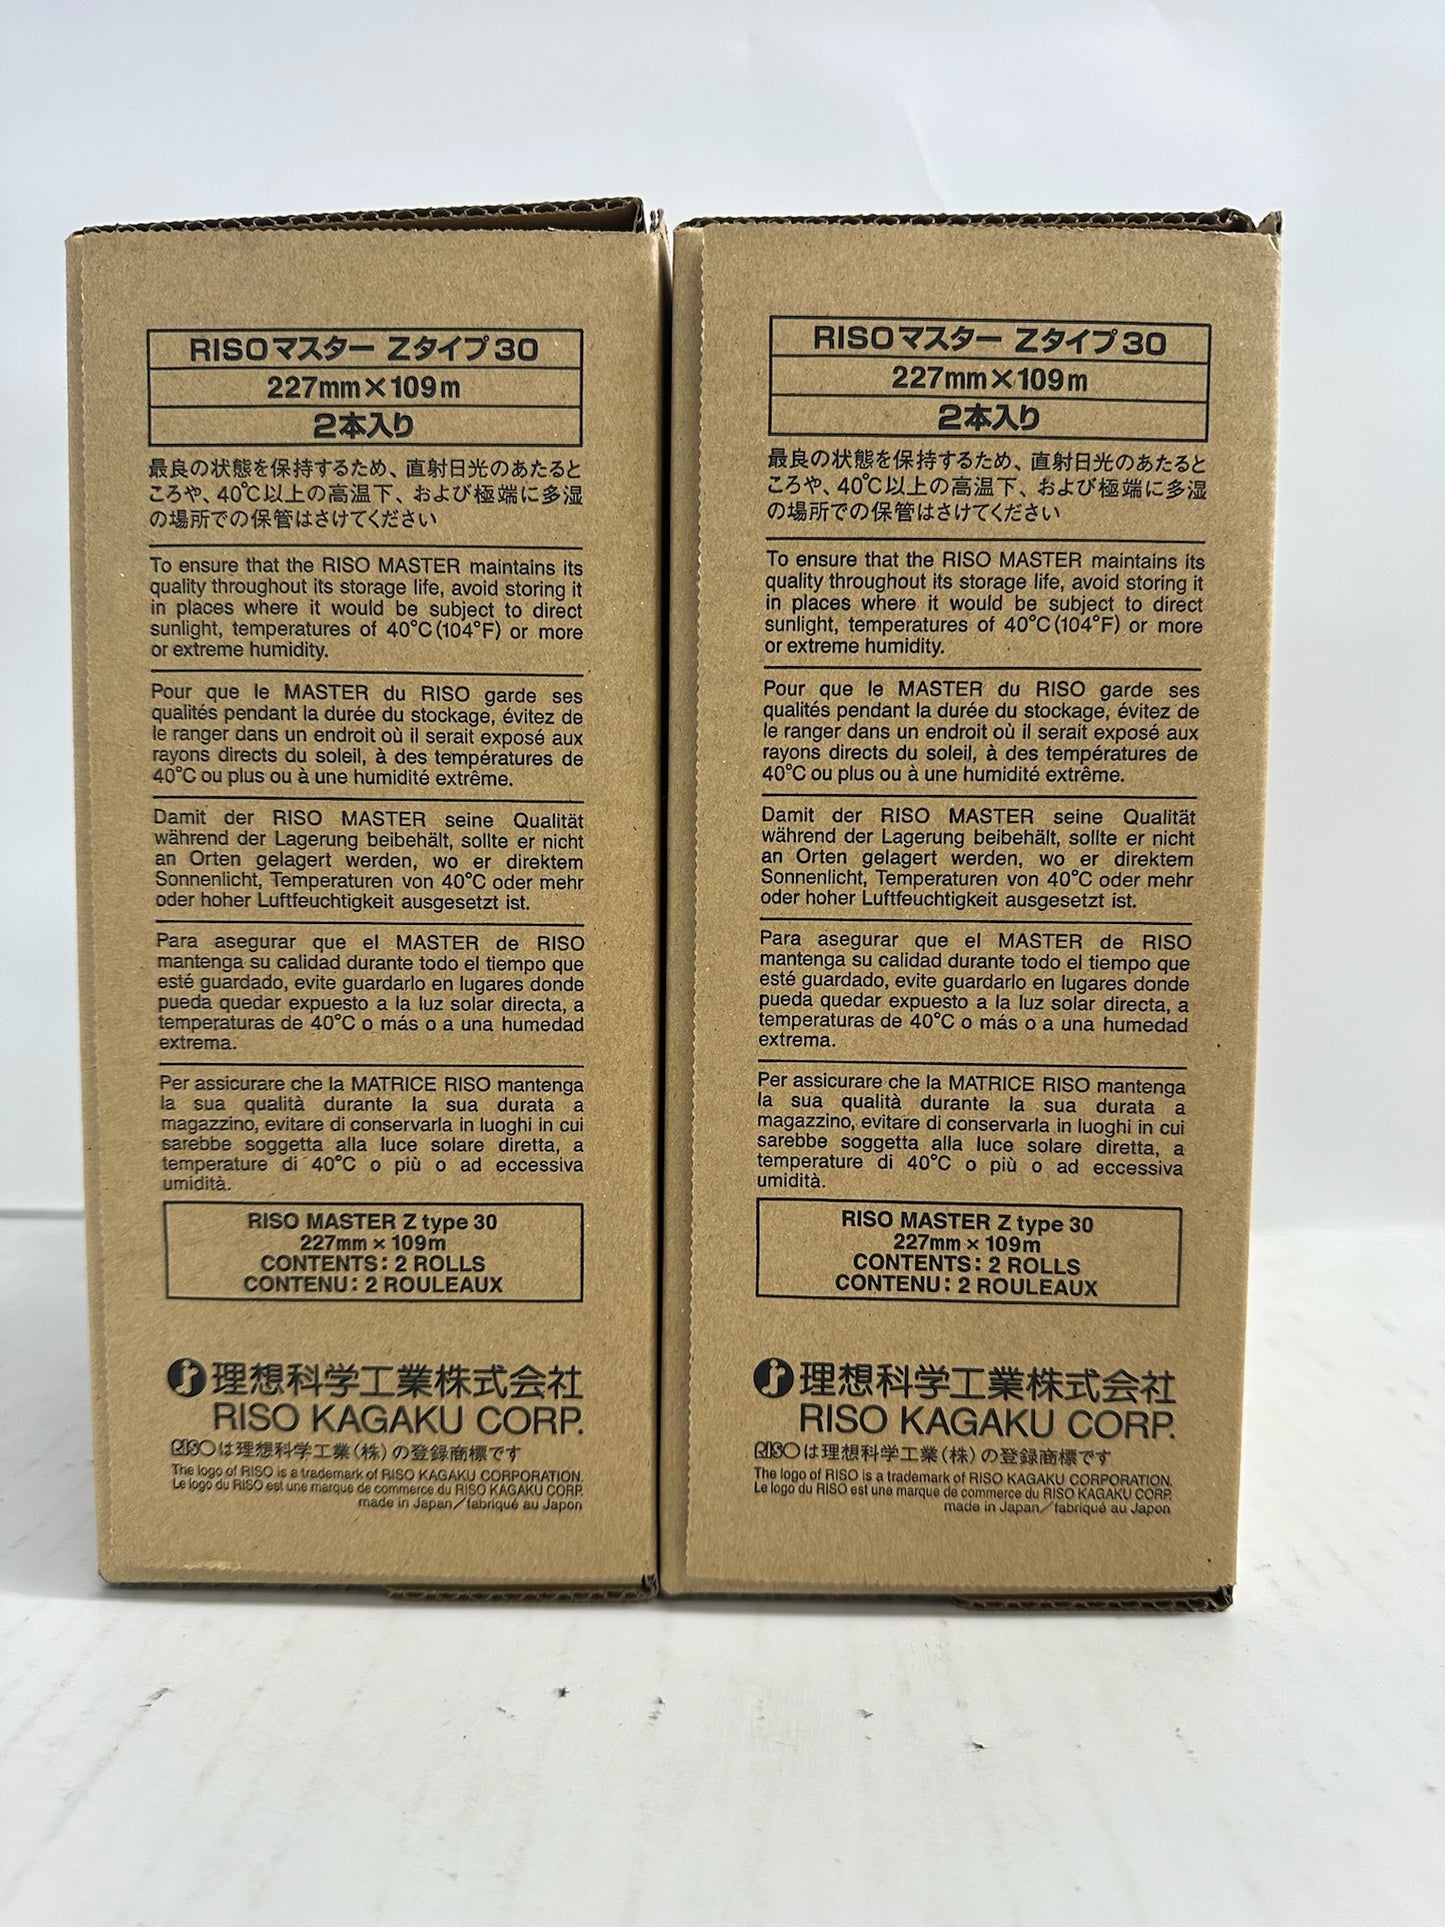 RISOマスター Zタイプ30
227mm×109m
2本入り
最良の状態を保持するため、直射日光のあたると
ころや、40℃以上の高温下、および極端に多湿
の場所での保管はさけてください
To ensure that the RISO MASTER maintains its
quality throughout its storage life, avoid storing it
in places where it would be subject to direct
sunlight, temperatures of 40°C(104°F) or more
or extreme humidity.
Pour que le MASTER du RISO garde ses
qualités pendant la durée du stockage, évitez de
le ranger dans un endroit où il serait exposé aux
rayons directs du soleil, à des températures de
40°C ou plus ou à une humidité extrême.
Damit der RISO MASTER seine Qualität
während der Lagerung beibehält, sollte er nicht
an Orten gelagert werden, wo er direktem
Sonnenlicht, Temperaturen von 40°C oder mehr
oder hoher Luftfeuchtigkeit ausgesetzt ist.
Para asegurar que el MASTER de RISO
mantenga su calidad durante todo el tiempo que
esté guardado, evite guardarlo en lugares donde
pueda quedar expuesto a la luz solar directa, a
temperaturas de 40°C o más o a una humedad
extrema.
Per assicurare che la MATRICE RISO mantenga
la sua qualità durante la sua durata a
magazzino, evitare di conservarla in luoghi in cui
sarebbe soggetta alla luce solare diretta, a
temperature di 40°C o più o ad eccessiva
umidità.
RISO MASTER Z type 30
227mm × 109m
CONTENTS: 2 ROLLS
CONTENU: 2 ROULEAUX
理想科学工業株式会社
RISO KAGAKU CORP.
RISOは理想科学工業(株)の登録商標です
The logo of RISO is a trademark of RISO KAGAKU CORPORATION.
Le logo du RISO est une marque de commerce du RISO KAGAKU CORP.
made in Japan/fabriqué au Japon
RISOマスター Zタイプ30
227mm×109m
2本入り
最良の状態を保持するため、直射日光のあたると
ころや、40℃以上の高温下、および極端に多湿
の場所での保管はさけてください
To ensure that the RISO MASTER maintains its
quality throughout its storage life, avoid storing it
in places where it would be subject to direct
sunlight, temperatures of 40°C(104°F) or more
or extreme humidity.
Pour que le MASTER du RISO garde ses
qualités pendant la durée du stockage, évitez de
le ranger dans un endroit où il serait exposé aux
rayons directs du soleil, à des températures de
40°C ou plus ou à une humidité extrême.
Damit der RISO MASTER seine Qualität
während der Lagerung beibehält, sollte er nicht
an Orten gelagert werden, wo er direktem
Sonnenlicht, Temperaturen von 40°C oder mehr
oder hoher Luftfeuchtigkeit ausgesetzt ist.
Para asegurar que el MASTER de RISO
mantenga su calidad durante todo el tiempo que
esté guardado, evite guardarlo en lugares donde
pueda quedar expuesto a la luz solar directa, a
temperaturas de 40°C o más o a una humedad
extrema.
Per assicurare che la MATRICE RISO mantenga
la sua qualità durante la sua durata a
magazzino, evitare di conservarla in luoghi in cui
sarebbe soggetta alla luce solare diretta, a
temperature di 40°C o più o ad eccessiva
umidità.
RISO MASTER Z type 30
227mm × 109m
CONTENTS: 2 ROLLS
CONTENU: 2 ROULEAUX
理想科学工業株式会社
RISO KAGAKU CORP.
RISOは理想科学工業(株)の登録商標です
The logo of RISO is a trademark of RISO KAGAKU CORPORATION.
Le logo du RISO est une marque de commerce du RISO KAGAKU CORP.
made in Japan/fabriqué au Japon